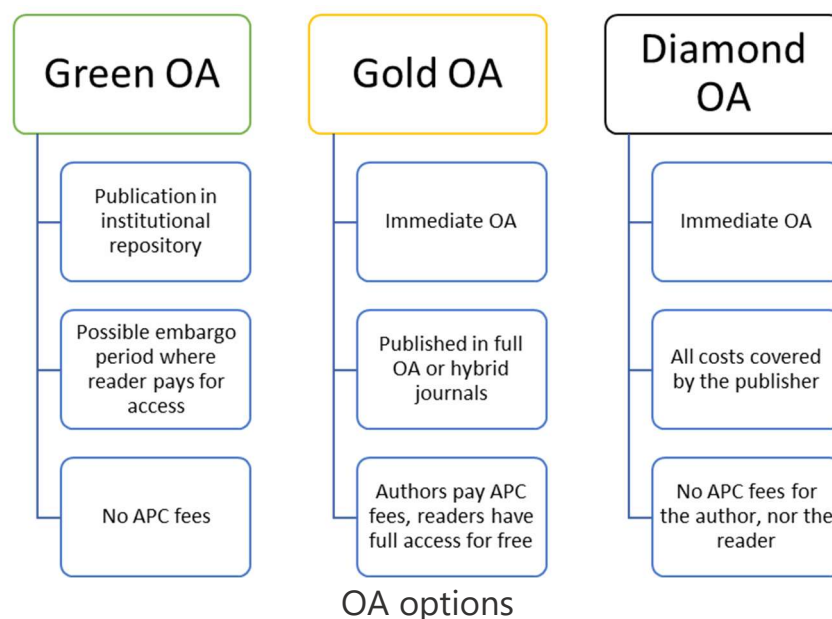 Green OA
Publication in
institutional
repository
Possible embargo
period where
reader pays for
access
No APC fees
Gold OA
Immediate OA
Published in full
OA or hybrid
journals
Authors pay APC
fees, readers have
full access for free
Diamond
OA
Immediate OA
All costs covered
by the publisher
No APC fees for
the author, nor the
reader
OA options